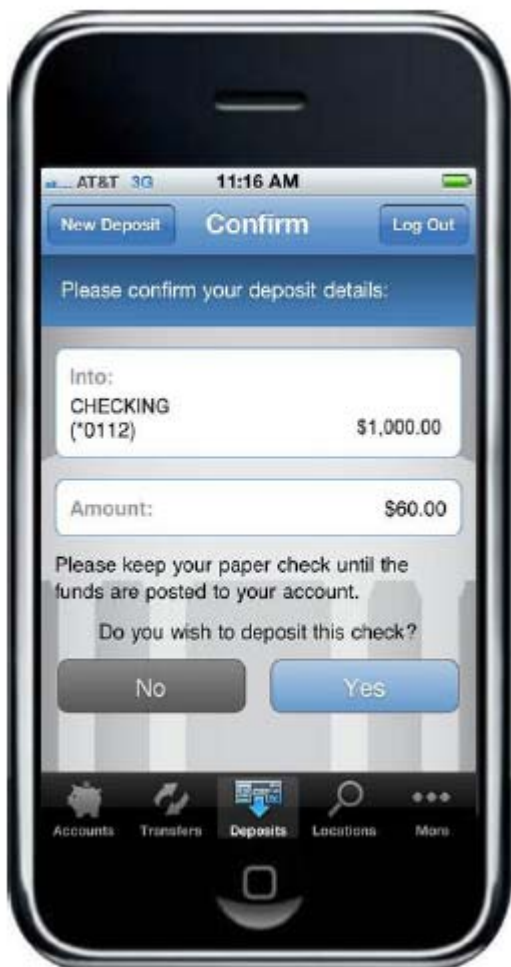 AT&T 3G 11:16 AM
New Deposit Confirm Log Out
Please confirm your deposit details:
Into:
CHECKING
(*0112) $1,000.00
Amount: $60.00
Please keep your paper check until the
funds are posted to your account.
Do you wish to deposit this check?
No Yes
Accounts Transfers Deposits Locations More